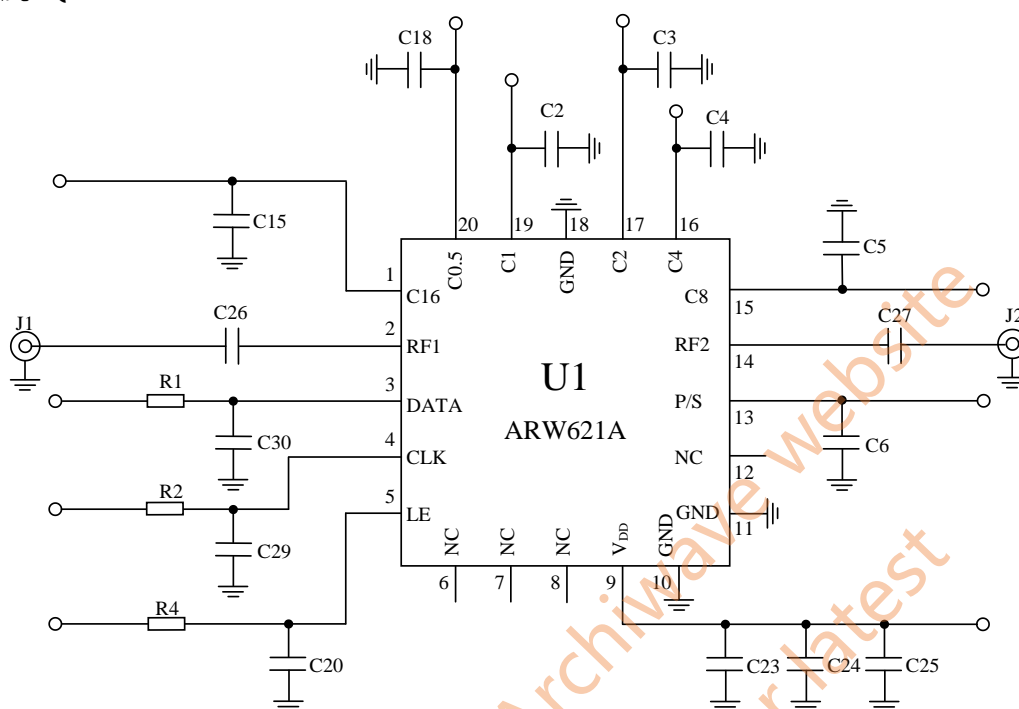 C18
C3
C2
C4
C15
20
19
18
17
16
C5
C0.5
C1
GND
C2
C4
1
C16
C8
15
J1
C26
2
RF1
RF2
14
C27
J2
U1
ARW621A
R1
3
DATA
P/S
13
C30
4
CLK
NC
12
C6
R2
5
LE
GND
11
C29
NC
NC
NC
VDD
GND
6
7
8
9
10
R4
C20
C23
C24
C25
Archiwave website
latest